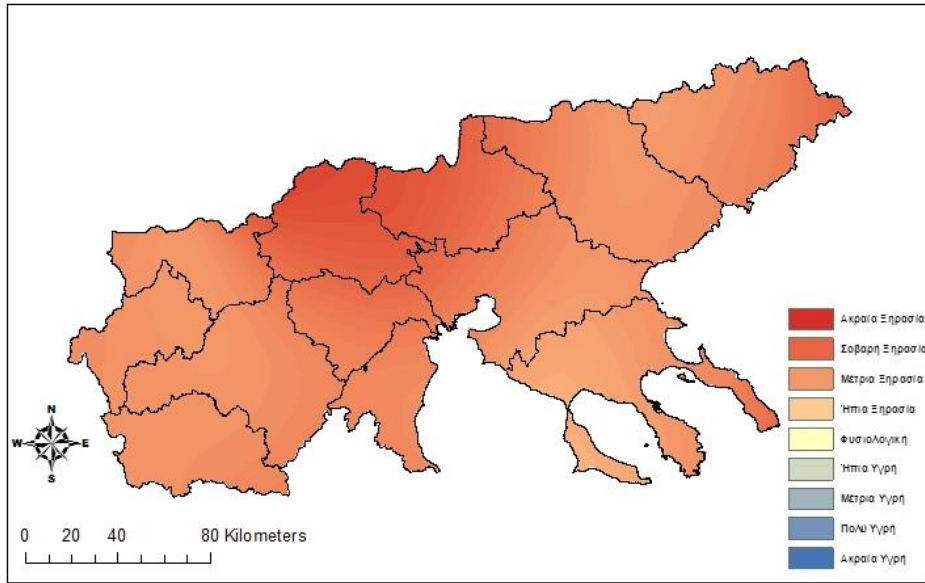 Ακραία Ξηρασία
Σοβαρή Ξηρασία
Μέτρια Ξηρασία
Ήπια Ξηρασία
Φυσιολογική
Ήπια Υγρή
Μέτρια Υγρή
Πολύ Υγρή
Ακραία Υγρή
N
W E
S
0 20 40 80 Kilometers